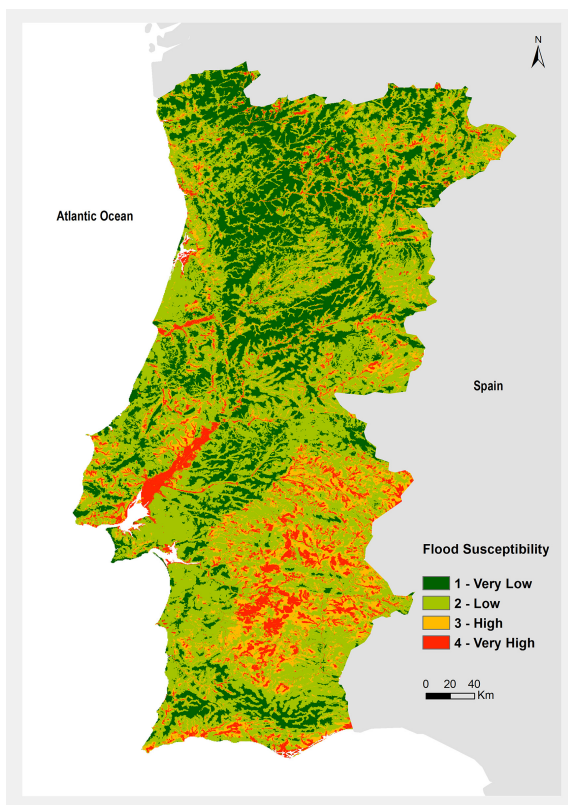 N
Atlantic Ocean
Spain
Flood Susceptibility
1 - Very Low
2 - Low
3 - High
4 - Very High
0 20 40
Km